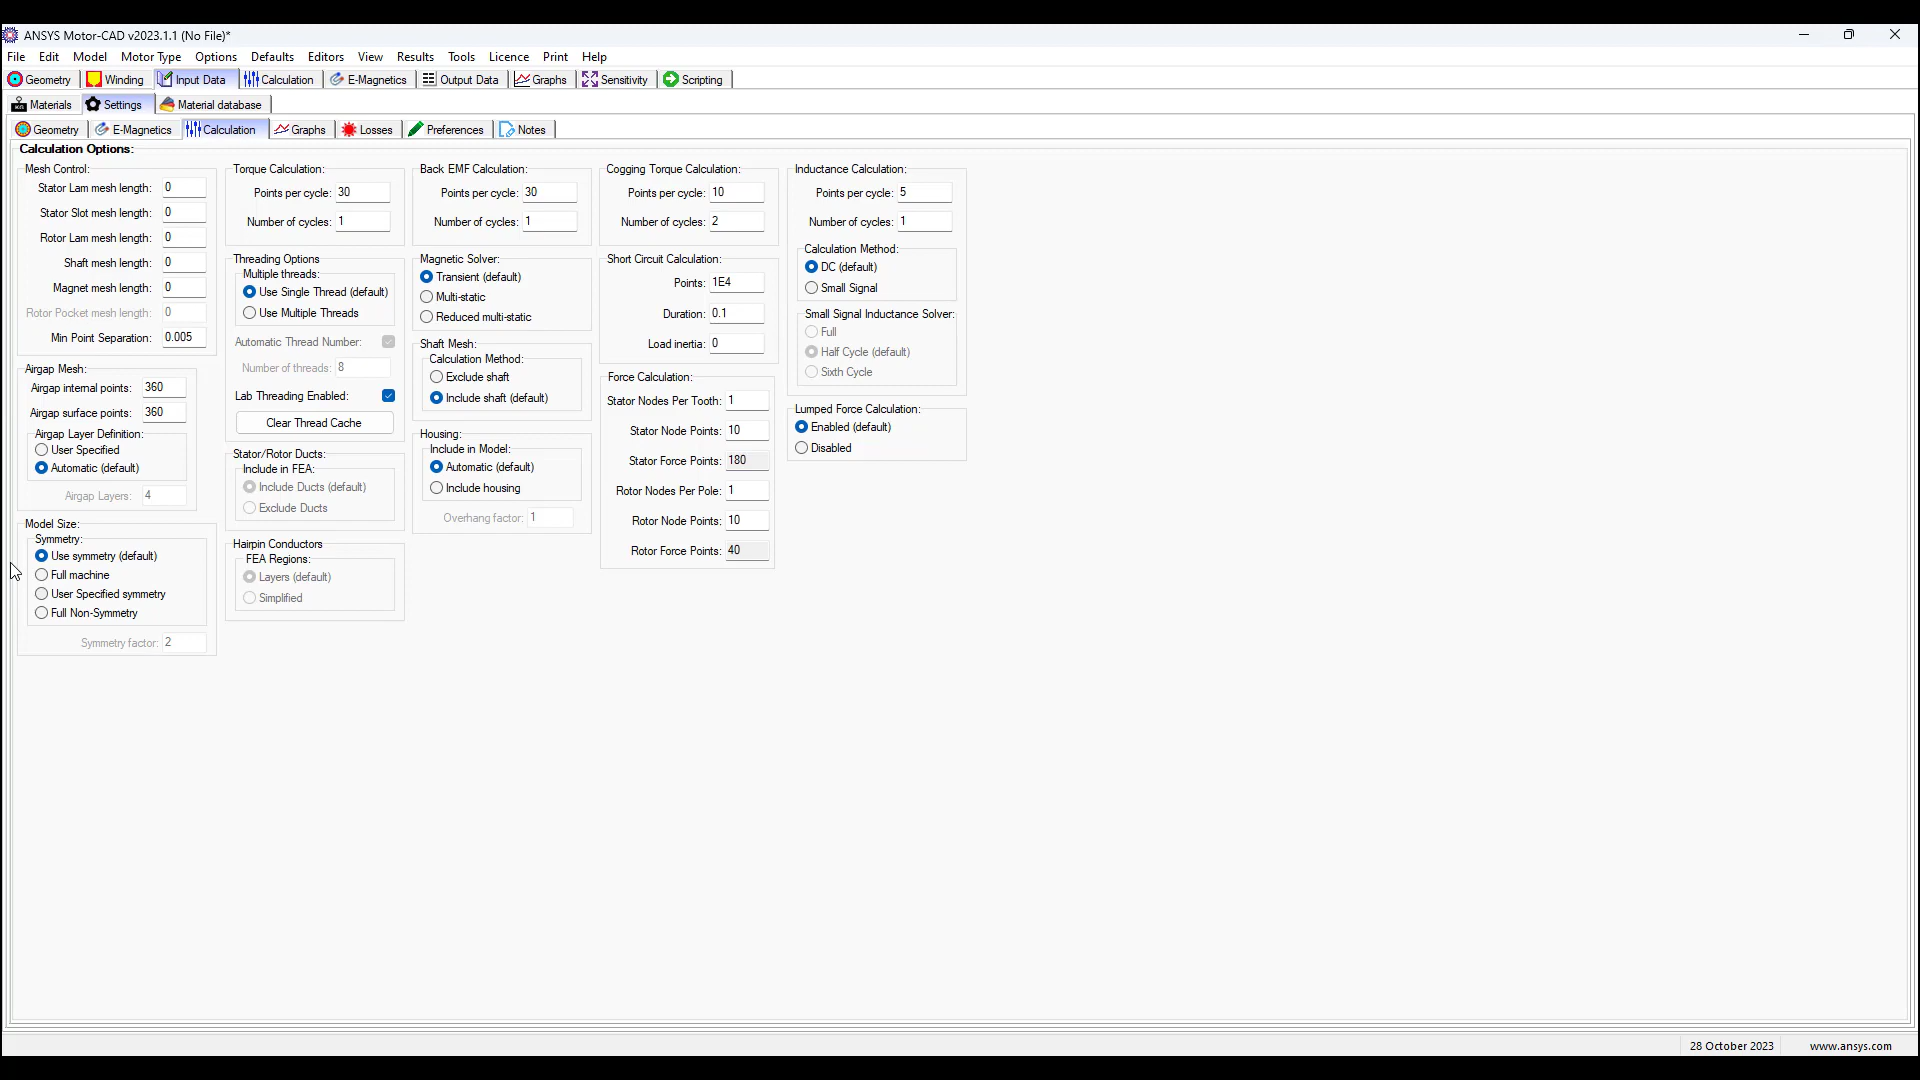 ANSYS Motor-CAD v2023.1.1 (No File)*
File Edit Model Motor Type Options Defaults Editors View Results Tools Licence Print Help
Geometry Winding Input Data Calculation E-Magnetics Output Data Graphs Sensitivity Scripting
Materials Settings Material database
Geometry E-Magnetics Calculation Graphs Losses Preferences Notes
Calculation Options:
Mesh Control:
Stator Lam mesh length: 0
Stator Slot mesh length: 0
Rotor Lam mesh length: 0
Shaft mesh length: 0
Magnet mesh length: 0
Rotor Pocket mesh length: 0
Min Point Separation: 0.005
Airgap Mesh:
Airgap internal points: 360
Airgap surface points: 360
Airgap Layer Definition:
User Specified
Automatic (default)
Airgap Layers: 4
Model Size:
Symmetry:
Use symmetry (default)
Full machine
User Specified symmetry
Full Non-Symmetry
Symmetry factor: 2
Torque Calculation:
Points per cycle: 30
Number of cycles: 1
Threading Options
Multiple threads:
Use Single Thread (default)
Use Multiple Threads
Automatic Thread Number:
Number of threads: 8
Lab Threading Enabled:
Clear Thread Cache
Stator/Rotor Ducts:
Include in FEA:
Include Ducts (default)
Exclude Ducts
Hairpin Conductors
FEA Regions:
Layers (default)
Simplified
Back EMF Calculation:
Points per cycle: 30
Number of cycles: 1
Magnetic Solver:
Transient (default)
Multi-static
Reduced multi-static
Shaft Mesh:
Calculation Method:
Exclude shaft
Include shaft (default)
Housing:
Include in Model:
Automatic (default)
Include housing
Overhang factor: 1
Cogging Torque Calculation:
Points per cycle: 10
Number of cycles: 2
Short Circuit Calculation:
Points: 1E4
Duration: 0.1
Load inertia: 0
Force Calculation:
Stator Nodes Per Tooth: 1
Stator Node Points: 10
Stator Force Points: 180
Rotor Nodes Per Pole: 1
Rotor Node Points: 10
Rotor Force Points: 40
Inductance Calculation:
Points per cycle: 5
Number of cycles: 1
Calculation Method:
DC (default)
Small Signal
Small Signal Inductance Solver:
Full
Half Cycle (default)
Sixth Cycle
Lumped Force Calculation:
Enabled (default)
Disabled
28 October 2023 www.ansys.com